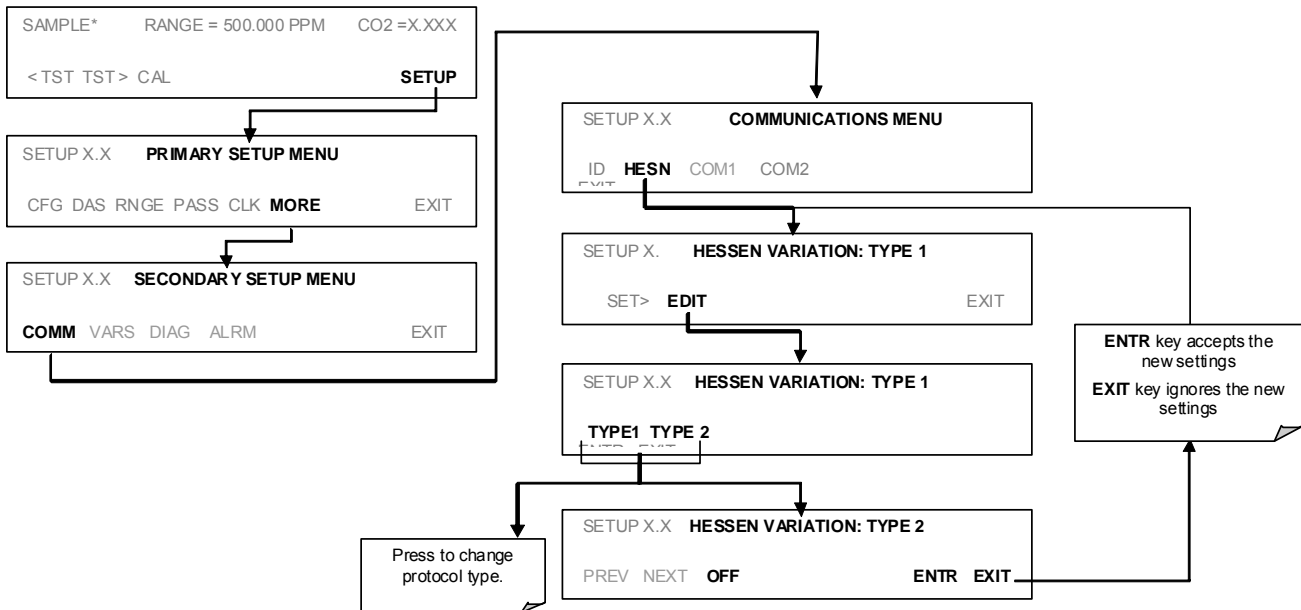 SAMPLE* RANGE = 500.000 PPM CO2 =X.XXX
< TST TST > CAL SETUP
SETUP X.X PRIMARY SETUP MENU
CFG DAS RNGE PASS CLK MORE EXIT
SETUP X.X SECONDARY SETUP MENU
COMM VARS DIAG ALRM EXIT
SETUP X.X COMMUNICATIONS MENU
ID HESN COM1 COM2
EXIT
SETUP X. HESSEN VARIATION: TYPE 1
SET> EDIT EXIT
SETUP X.X HESSEN VARIATION: TYPE 1
TYPE1 TYPE 2
ENTR EXIT
Press to change
protocol type.
SETUP X.X HESSEN VARIATION: TYPE 2
PREV NEXT OFF ENTR EXIT
ENTR key accepts the
new settings
EXIT key ignores the new
settings